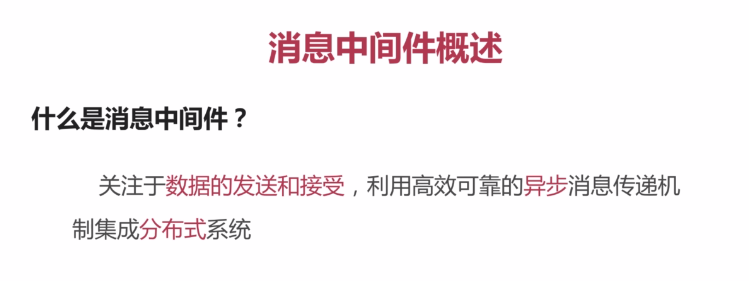 消息中间件概述
什么是消息中间件？
关注于数据的发送和接受，利用高效可靠的异步消息传递机
制集成分布式系统